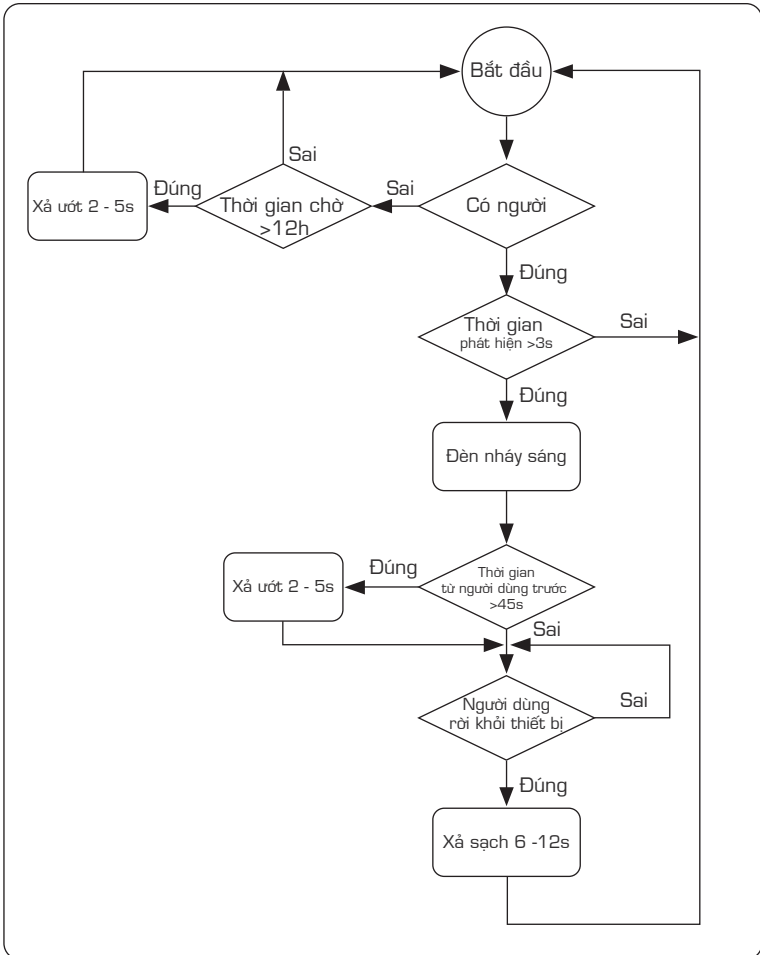 Bắt đầu
Sai
Xả ướt 2 - 5s
Đúng
Thời gian chờ
>12h
Sai
Có người
Đúng
Thời gian
phát hiện >3s
Sai
Đúng
Đèn nháy sáng
Xả ướt 2 - 5s
Đúng
Thời gian
từ người dùng trước
>45s
Sai
Người dùng
rời khỏi thiết bị
Sai
Đúng
Xả sạch 6 -12s